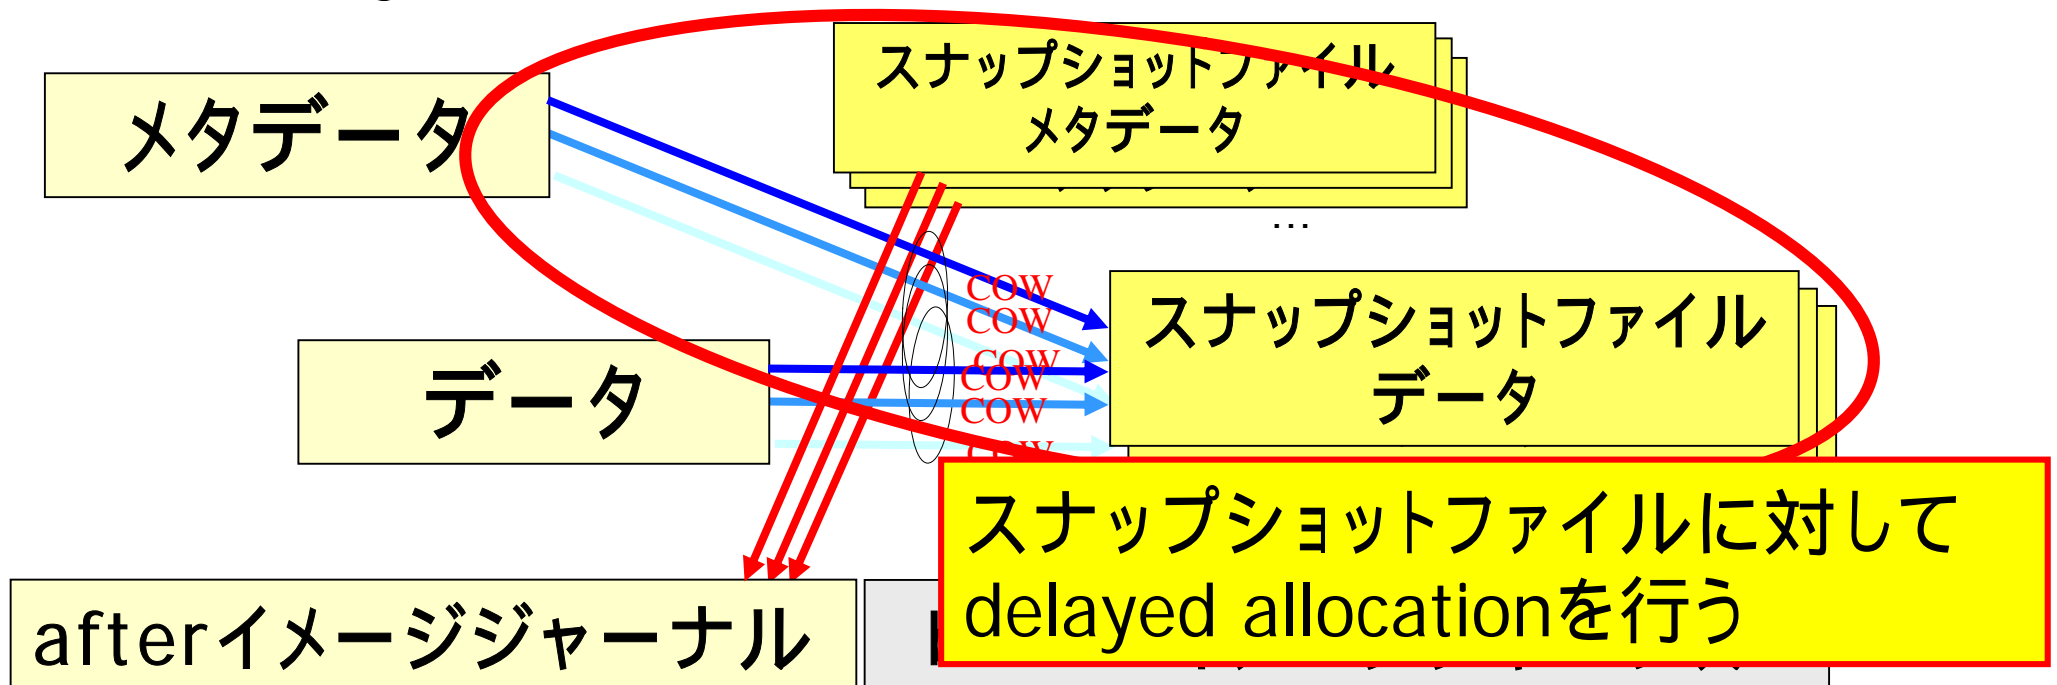 スナップショットファイル
メタデータ
メタデータ
…
COW
COW
スナップショットファイル
データ
COW
COW
COW
COW
データ
スナップショットファイルに対して
delayed allocationを行う
afterイメージジャーナル